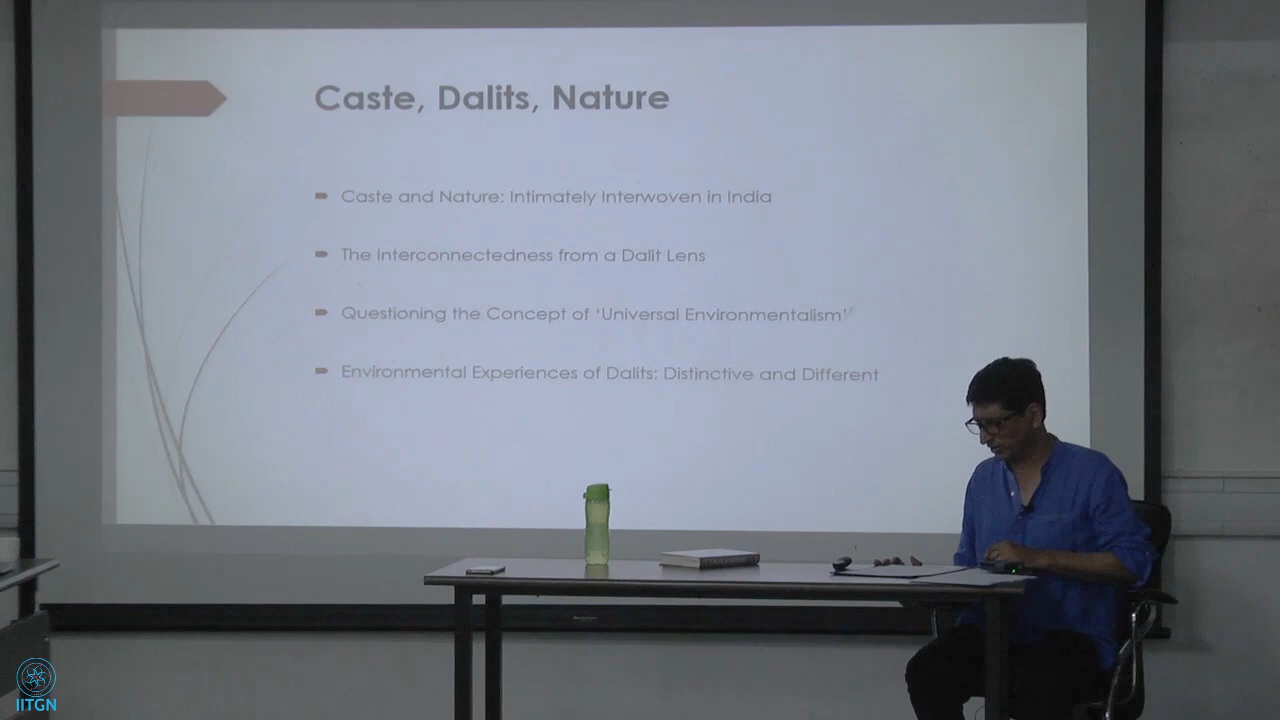 Caste, Dalits, Nature
Caste and Nature: Intimately Interwoven in India
The Interconnectedness from a Dalit Lens
Questioning the Concept of ‘Universal Environmentalism’
Environmental Experiences of Dalits: Distinctive and Different
IITGN